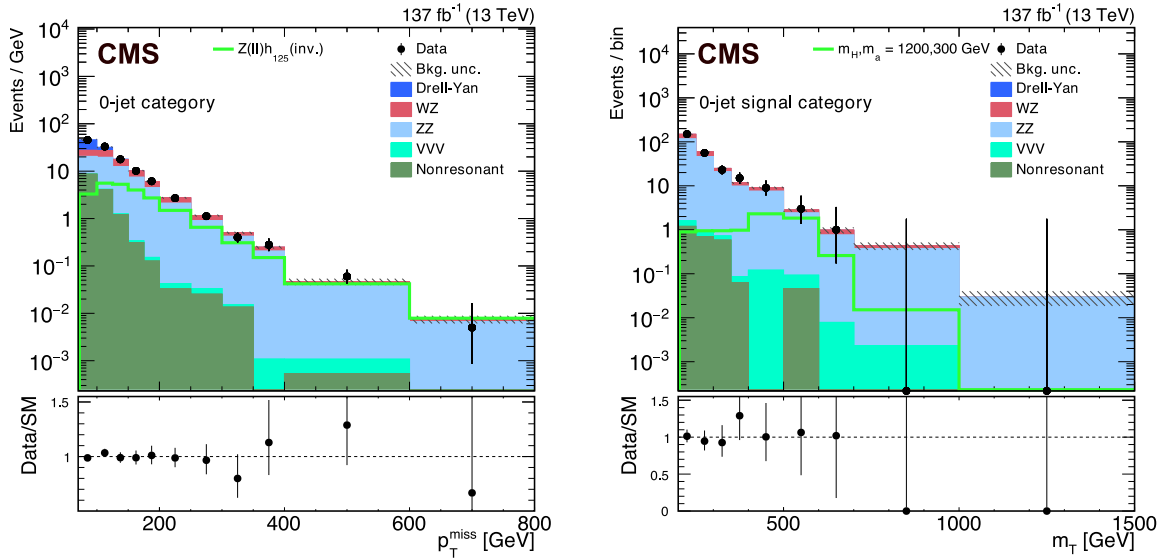 137 fb⁻¹ (13 TeV)
CMS
Z(ll)h₁₂₅(inv.)
Data
Bkg. unc.
Drell-Yan
WZ
ZZ
VVV
Nonresonant
0-jet category
Events / GeV
10⁴
10³
10²
10
1
10⁻¹
10⁻²
10⁻³
Data/SM
1.5
1
200 400 600 800
p_T^miss [GeV]
137 fb⁻¹ (13 TeV)
CMS
m_H,m_a = 1200,300 GeV
Data
Bkg. unc.
Drell-Yan
WZ
ZZ
VVV
Nonresonant
0-jet signal category
Events / bin
10⁴
10³
10²
10
1
10⁻¹
10⁻²
10⁻³
Data/SM
1.5
1
0.5
0
500 1000 1500
m_T [GeV]